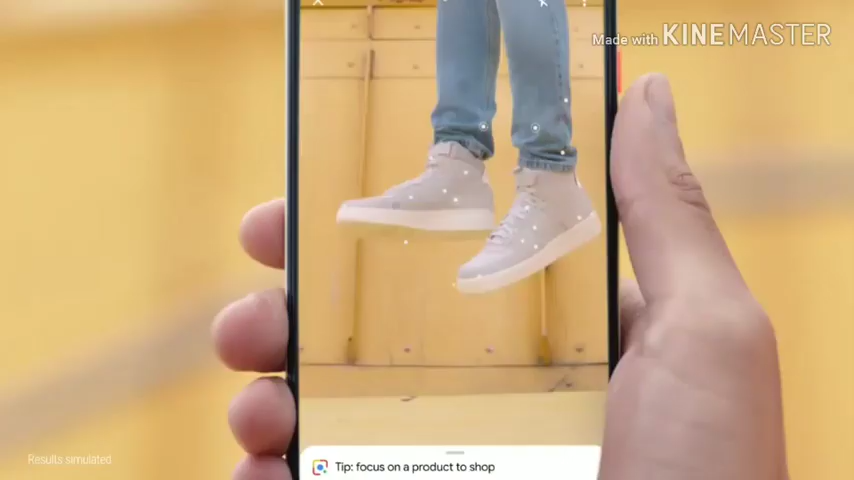 Made with KINEMASTER
Tip: focus on a product to shop
Results simulated